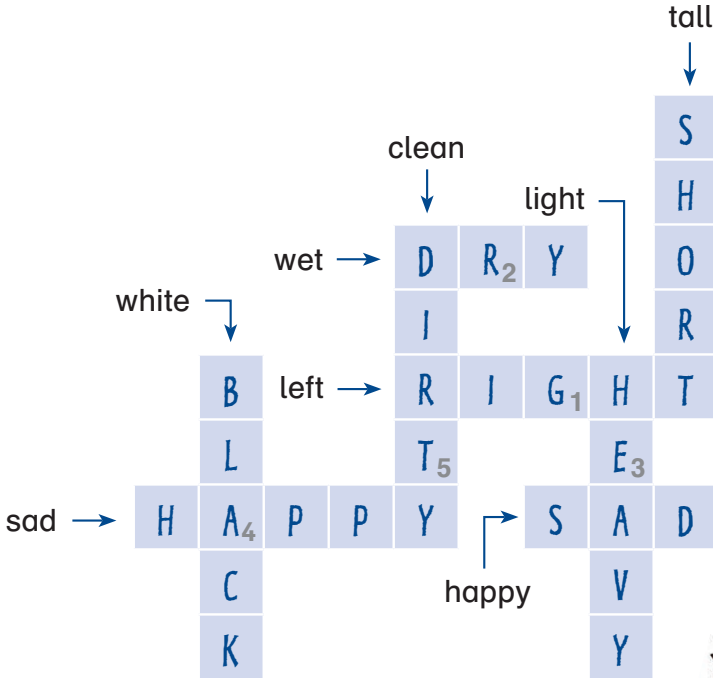 tall
S
clean
H
light
wet D R2 Y O
white I R
B left R I G1 H T
L T5 E3
sad H A4 P P Y S A D
C happy V
K Y